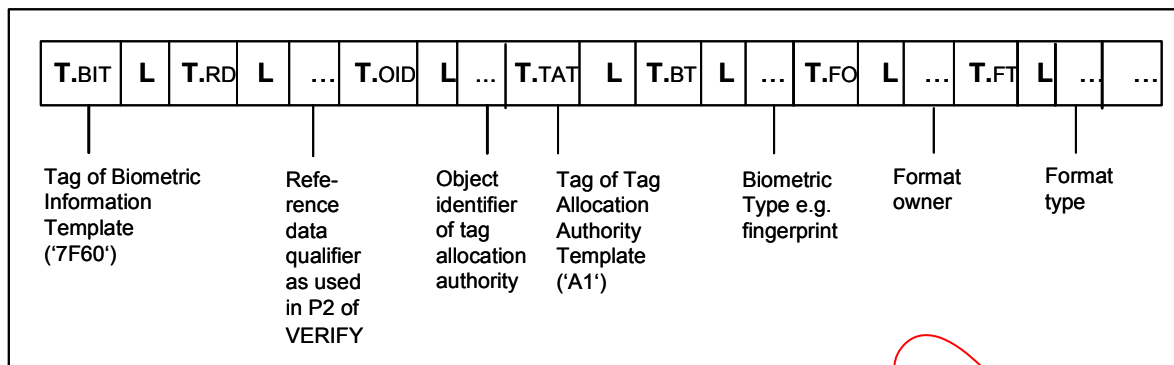 T.BIT L T.RD L ... T.OID L ... T.TAT L T.BT L ... T.FO L ... T.FT L ... ...
Tag of Biometric
Information
Template
(‘7F60‘)
Refe-
rence
data
qualifier
as used
in P2 of
VERIFY
Object
identifier
of tag
allocation
authority
Tag of Tag
Allocation
Authority
Template
(‘A1‘)
Biometric
Type e.g.
fingerprint
Format
owner
Format
type